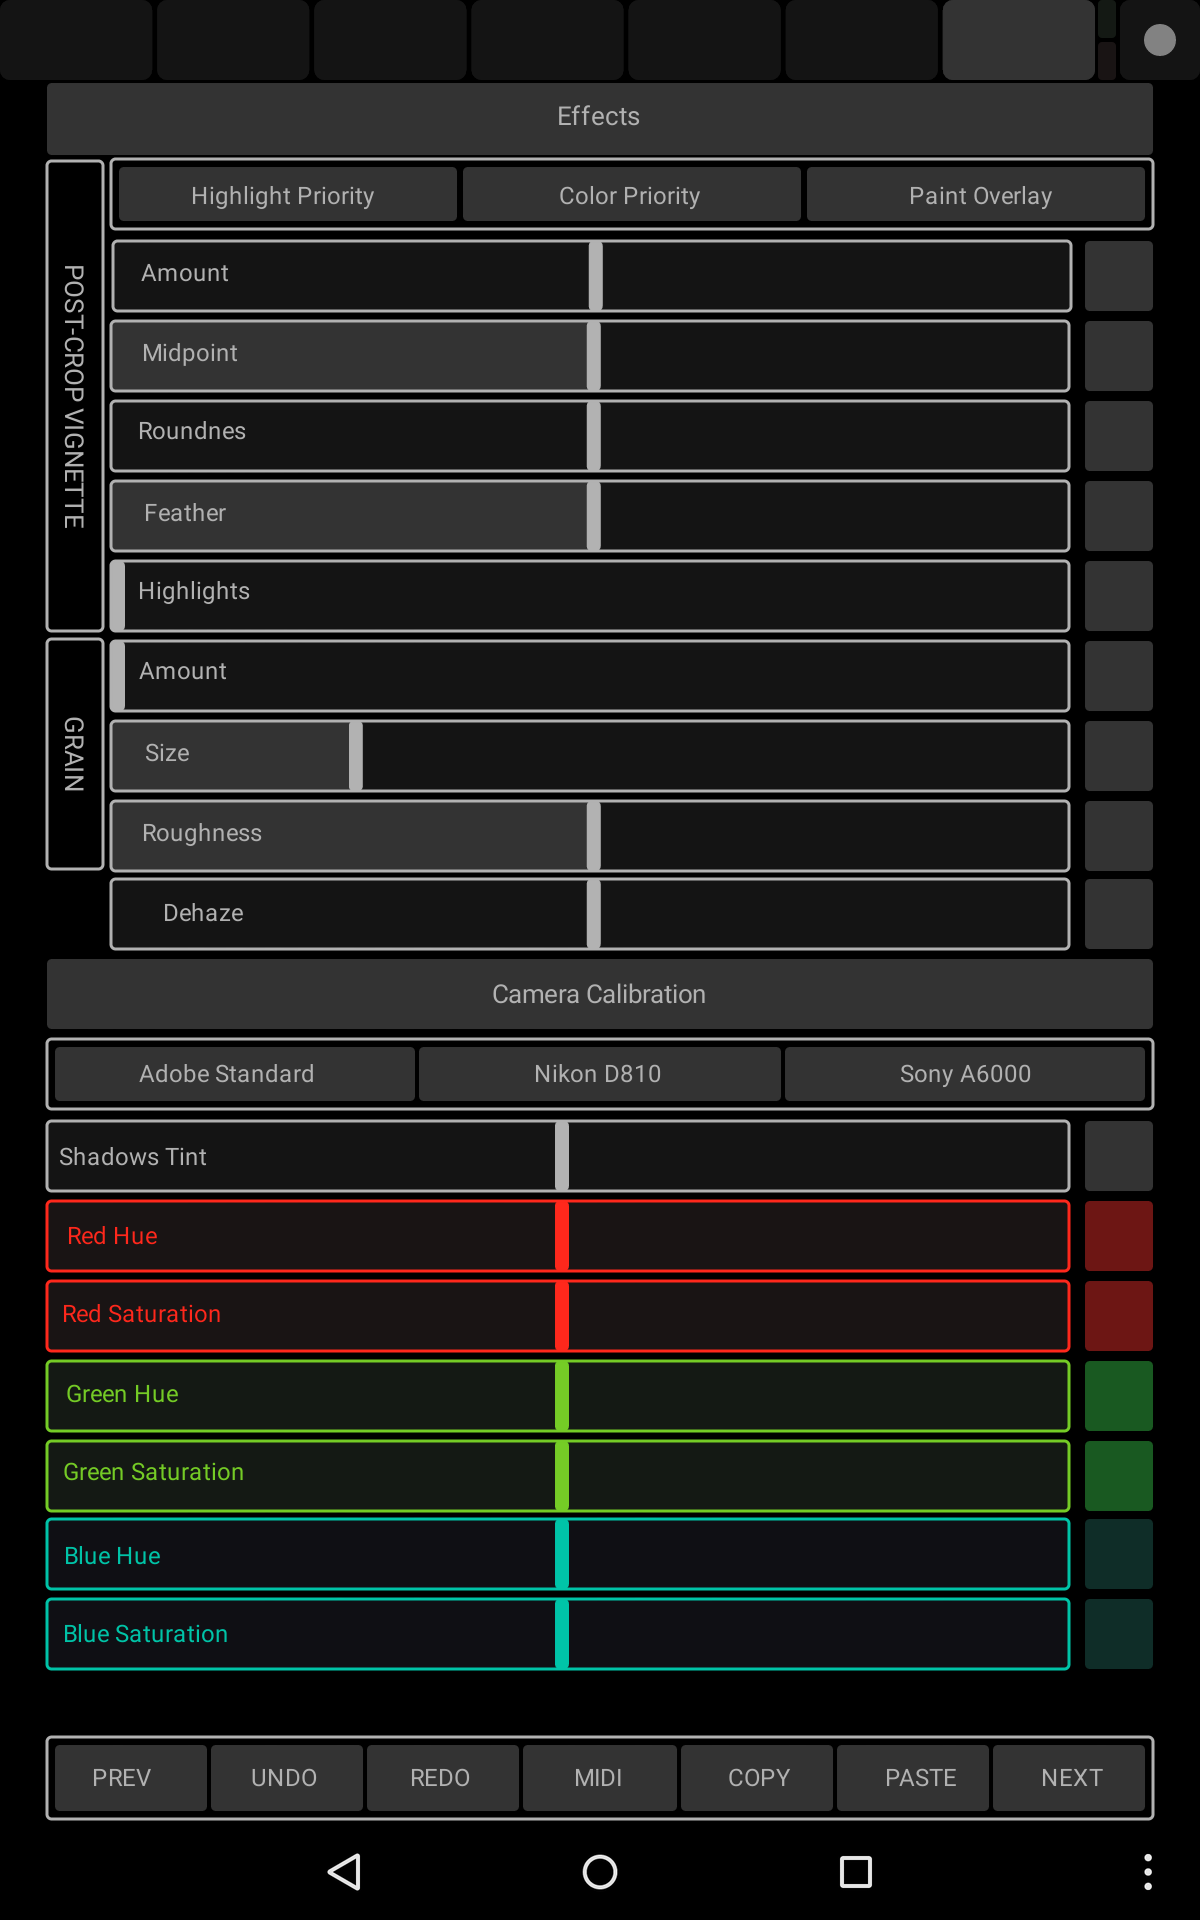 Effects
POST-CROP VIGNETTE
Highlight Priority
Color Priority
Paint Overlay
Amount
Midpoint
Roundnes
Feather
Highlights
GRAIN
Amount
Size
Roughness
Dehaze
Camera Calibration
Adobe Standard
Nikon D810
Sony A6000
Shadows Tint
Red Hue
Red Saturation
Green Hue
Green Saturation
Blue Hue
Blue Saturation
PREV
UNDO
REDO
MIDI
COPY
PASTE
NEXT